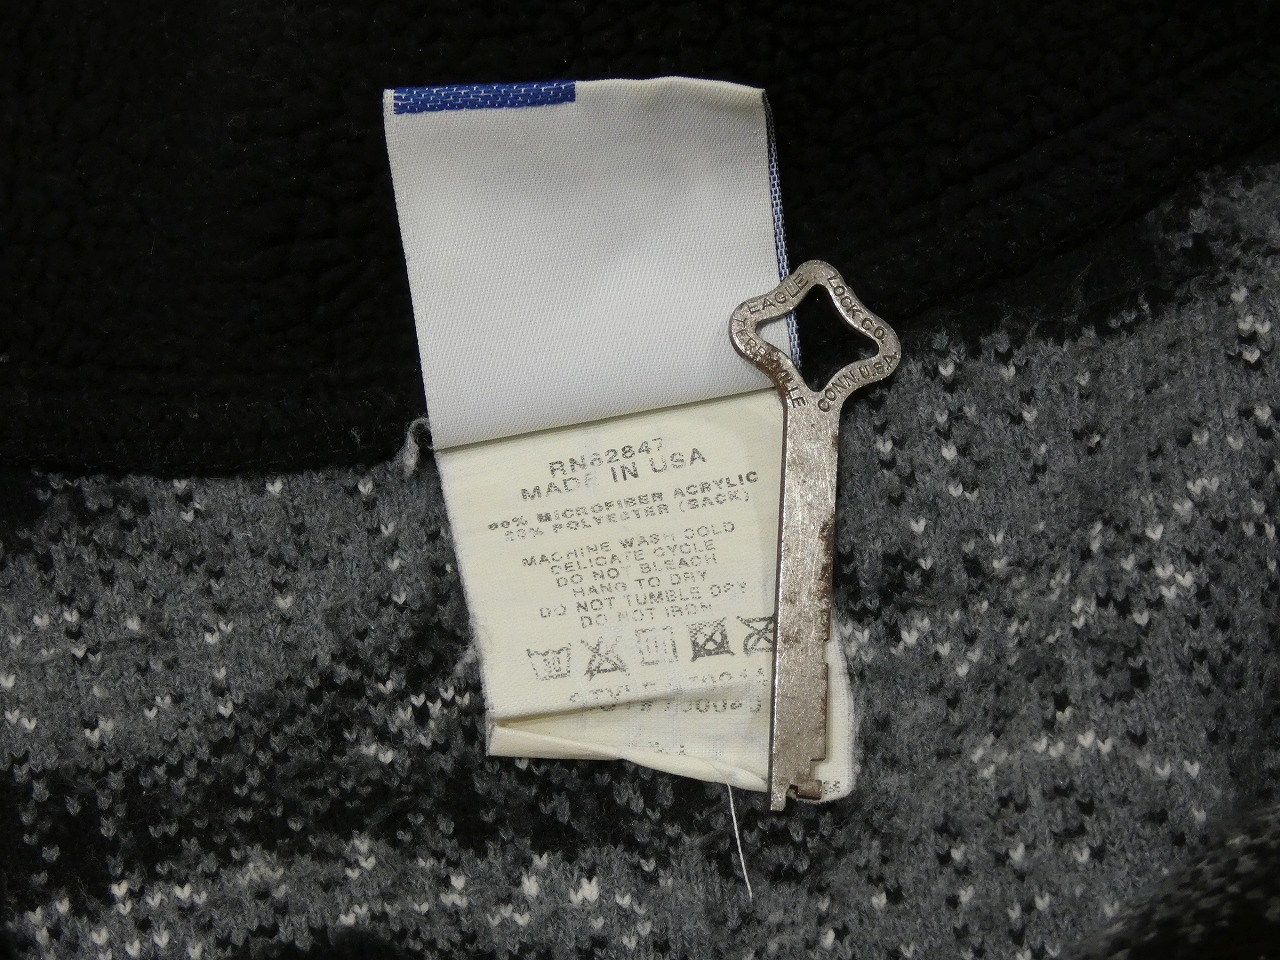 RN62847
MADE IN USA
80% MICROFIBER ACRYLIC
20% POLYESTER (BACK)
MACHINE WASH COLD
DELICATE CYCLE
DO NOT BLEACH
HANG TO DRY
DO NOT TUMBLE DRY
DO NOT IRON
EAGLE LOCK CO.
TERRYVILLE CONN. U.S.A.